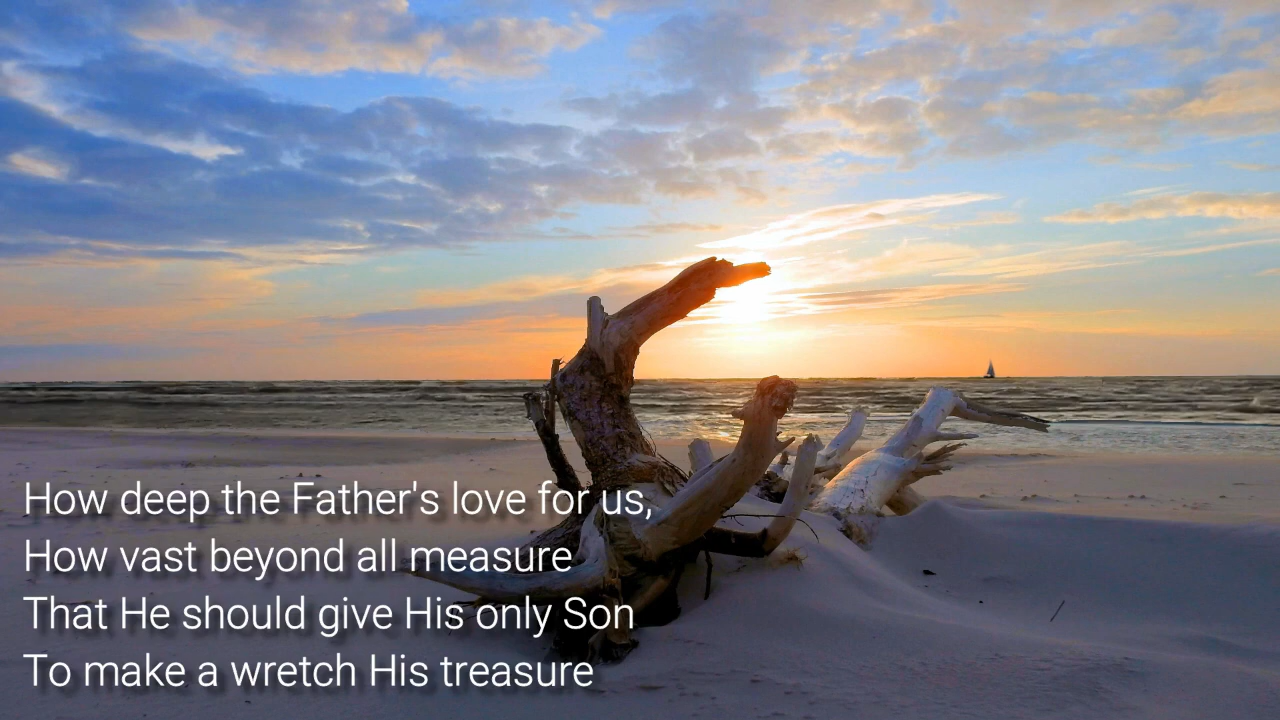 How deep the Father's love for us,
How vast beyond all measure
That He should give His only Son
To make a wretch His treasure